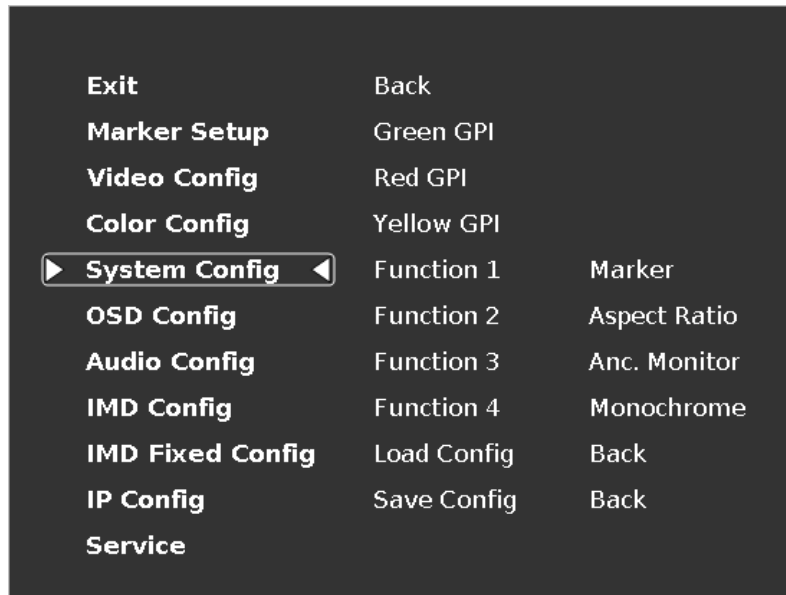 Exit Back
Marker Setup Green GPI
Video Config Red GPI
Color Config Yellow GPI
System Config Function 1 Marker
OSD Config Function 2 Aspect Ratio
Audio Config Function 3 Anc. Monitor
IMD Config Function 4 Monochrome
IMD Fixed Config Load Config Back
IP Config Save Config Back
Service